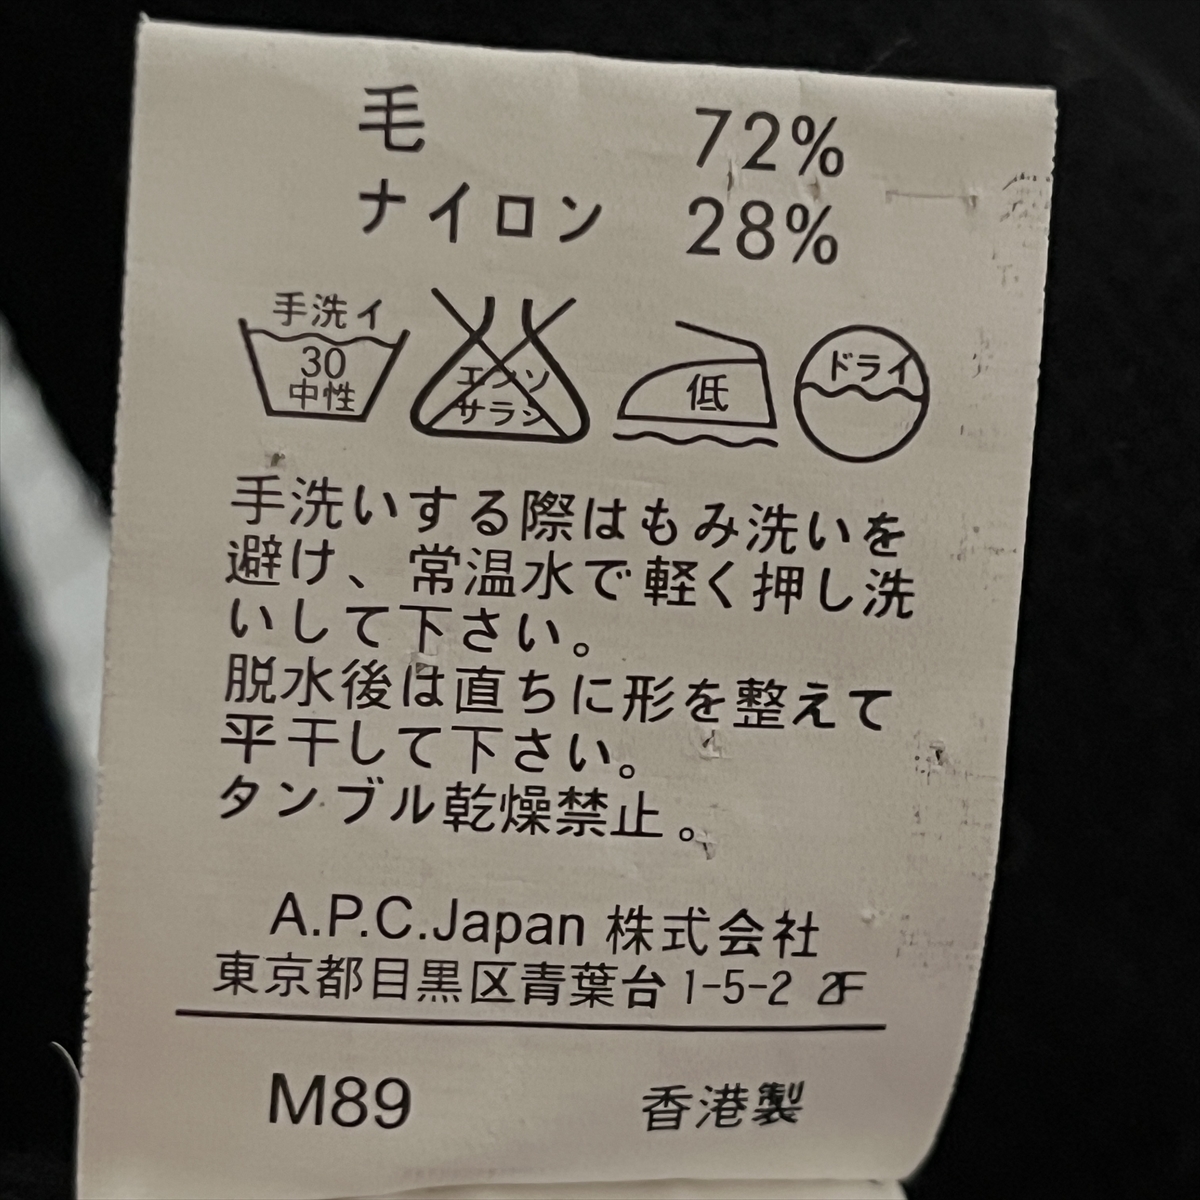 毛 72%
ナイロン 28%
手洗イ
30
中性
エンソ
サラシ
低
ドライ
手洗いする際はもみ洗いを
避け、常温水で軽く押し洗
いして下さい。
脱水後は直ちに形を整えて
平干して下さい。
タンブル乾燥禁止。
A.P.C.Japan 株式会社
東京都目黒区青葉台1-5-2 2F
M89 香港製